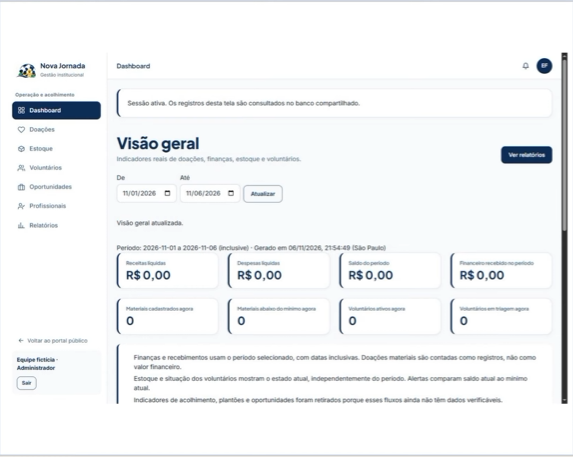 Nova Jornada
Gestão Institucional
Operação e acolhimento
Dashboard
Doações
Estoque
Voluntários
Oportunidades
Profissionais
Relatórios
← Voltar ao portal público
Equipe fictícia ·
Administrador
Sair
Dashboard
EF
Sessão ativa. Os registros desta tela são consultados no banco compartilhado.
Visão geral
Indicadores reais de doações, finanças, estoque e voluntários.
Ver relatórios
De
Até
11/01/2026
11/06/2026
Atualizar
Visão geral atualizada.
Período: 2026-11-01 a 2026-11-06 (inclusive) · Gerado em 06/11/2026, 21:54:49 (São Paulo)
Receitas líquidas
R$ 0,00
Despesas líquidas
R$ 0,00
Saldo do período
R$ 0,00
Financeiro recebido no período
R$ 0,00
Materiais cadastrados agora
0
Materiais abaixo do mínimo agora
0
Voluntários ativos agora
0
Voluntários em triagem agora
0
Finanças e recebimentos usam o período selecionado, com datas inclusivas. Doações materiais são contadas como registros, não como
valor financeiro.
Estoque e situação dos voluntários mostram o estado atual, independentemente do período. Alertas comparam saldo atual ao mínimo
atual.
Indicadores de acolhimento, plantões e oportunidades foram retirados porque esses fluxos ainda não têm dados verificáveis.